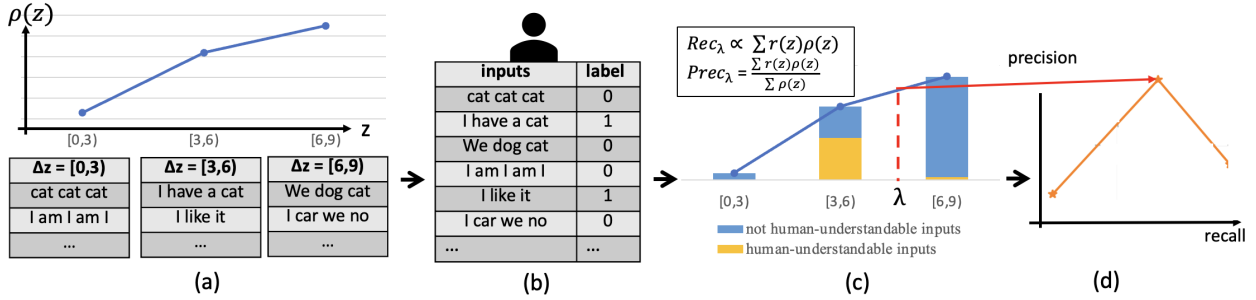 ρ(z)
[0,3)
[3,6)
[6,9)
z
Δz = [0,3)
cat cat cat
I am I am I
...
Δz = [3,6)
I have a cat
I like it
...
Δz = [6,9)
We dog cat
I car we no
...
(a)
inputs label
cat cat cat 0
I have a cat 1
We dog cat 0
I am I am I 0
I like it 1
I car we no 0
... ...
(b)
Rec_λ ∝ ∑ r(z)ρ(z)
Prec_λ = ∑ r(z)ρ(z) / ∑ ρ(z)
[0,3)
[3,6)
λ
[6,9)
not human-understandable inputs
human-understandable inputs
(c)
precision
recall
(d)